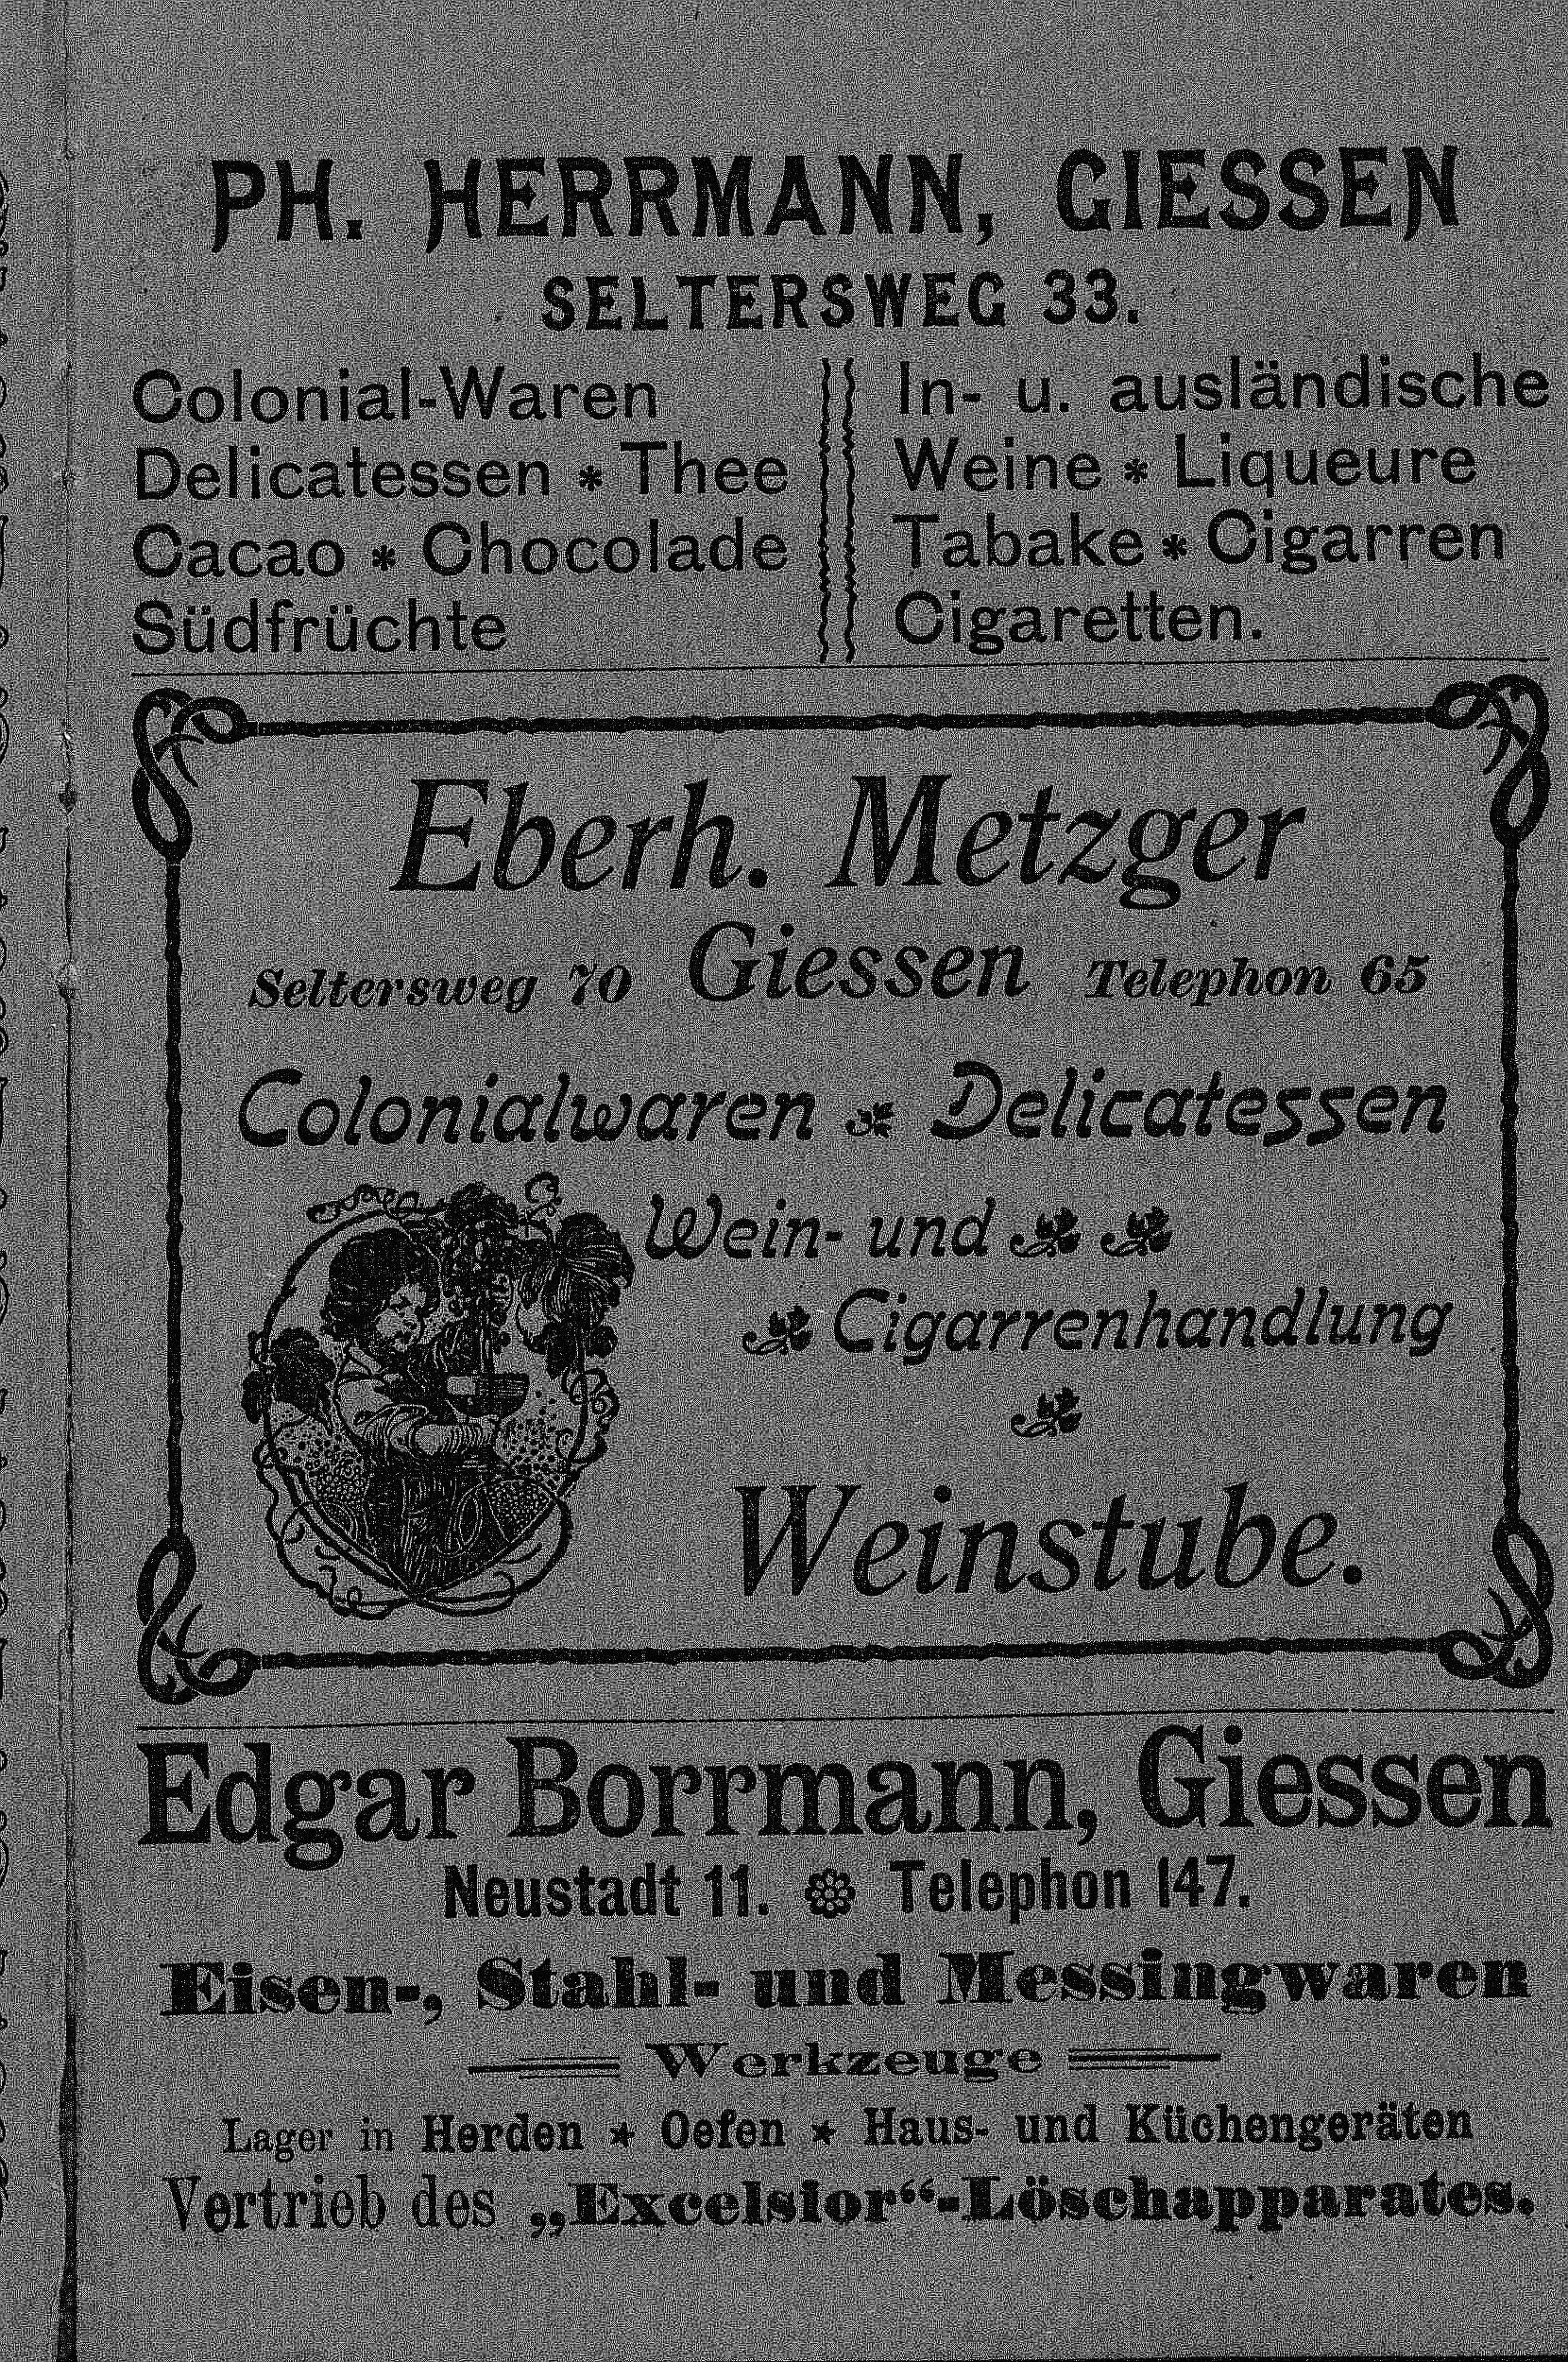 PH. HERRMANN, GIESSEN
SELTERSWEG 33.
Colonial-Waren
Delicatessen * Thee
Cacao * Chocolade
Südfrüchte
In- u. ausländische
Weine * Liqueure
Tabake * Cigarren
Cigaretten.
Eberh. Metzger
Seltersweg 70 Giessen Telephon 65
Colonialwaren Delicatessen
Wein- und
Cigarrenhandlung
Weinstube.
Edgar Borrmann, Giessen
Neustadt 11. Telephon 147.
Eisen-, Stahl- und Messingwaren
Werkzeuge
Lager in Herden ★ Oefen ★ Haus- und Küchengeräten
Vertrieb des „Excelsior“-Löschapparates.